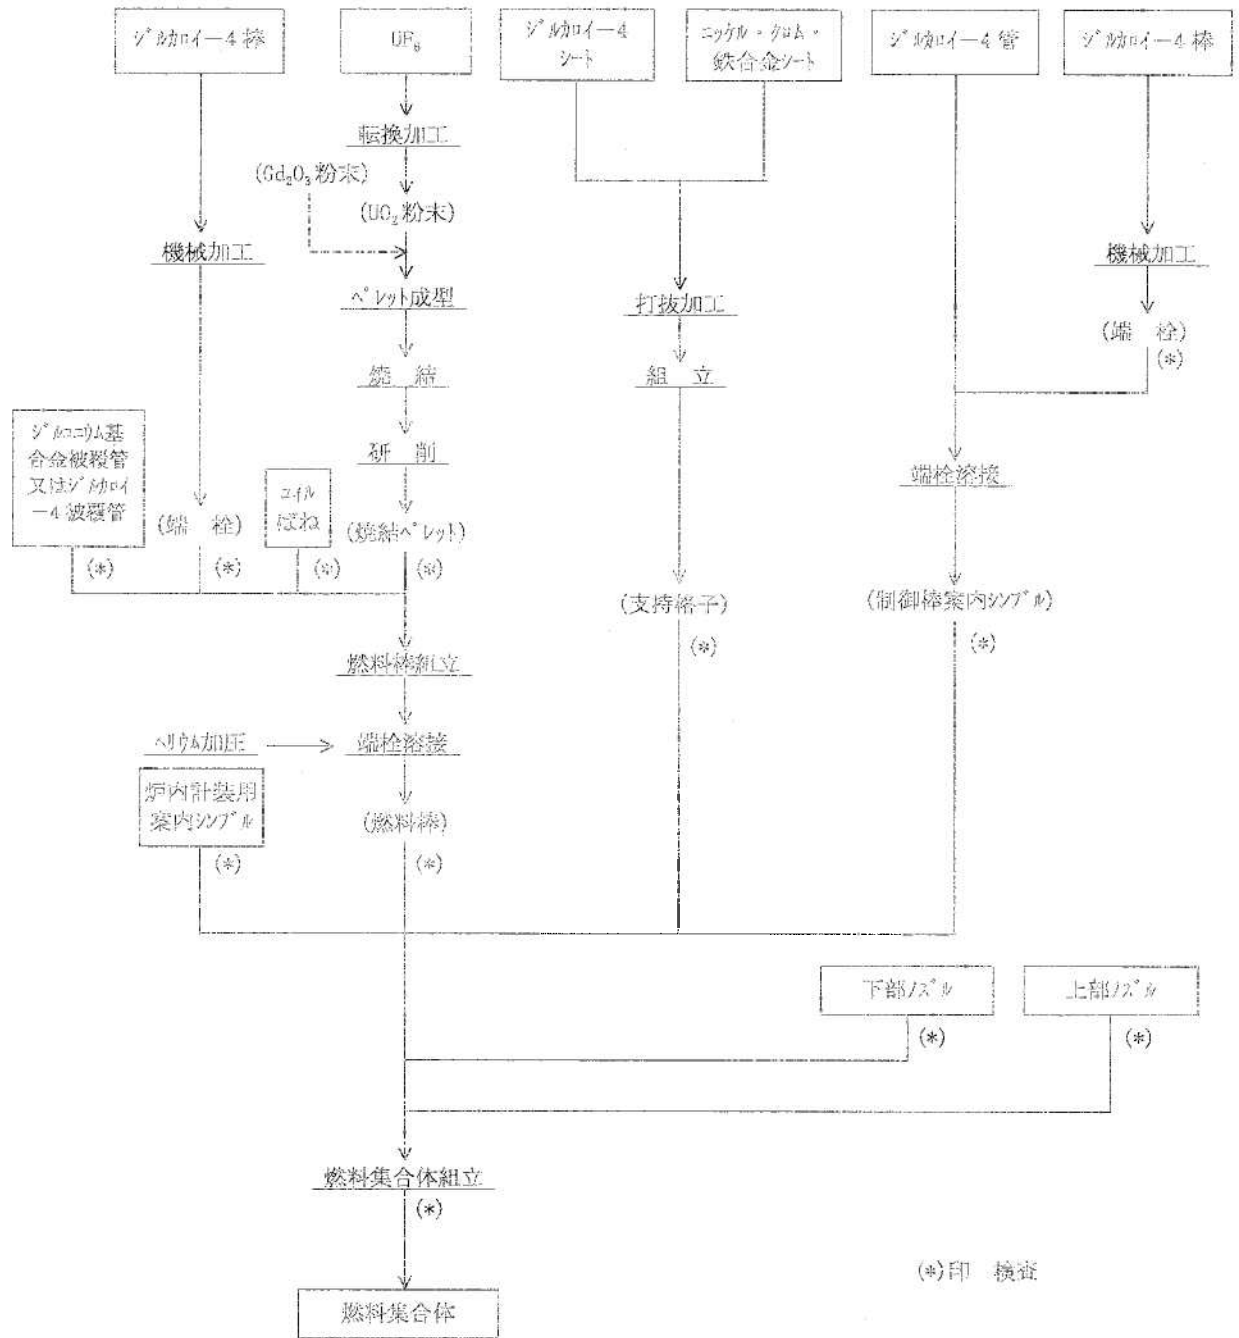 ジルカロイ－4 棒
UF₆
ジルカロイ－4
シート
ニッケル・クロム・
鉄合金シート
ジルカロイ－4 管
ジルカロイ－4 棒
転換加工
(Gd₂O₃粉末)
(UO₂粉末)
機械加工
機械加工
ペレット成型
打抜加工
(端　栓)
(*)
焼　結
組　立
ジルコニウム基
合金被覆管
又はジルカロイ
－4 被覆管
(*)
研　削
端栓溶接
コイル
ばね
(*)
(端　栓)
(*)
(焼結ペレット)
(*)
(支持格子)
(*)
(制御棒案内シンブル)
(*)
燃料棒組立
ヘリウム加圧
端栓溶接
炉内計装用
案内シンブル
(*)
(燃料棒)
(*)
下部ノズル
(*)
上部ノズル
(*)
燃料集合体組立
(*)
(*)印　検査
燃料集合体